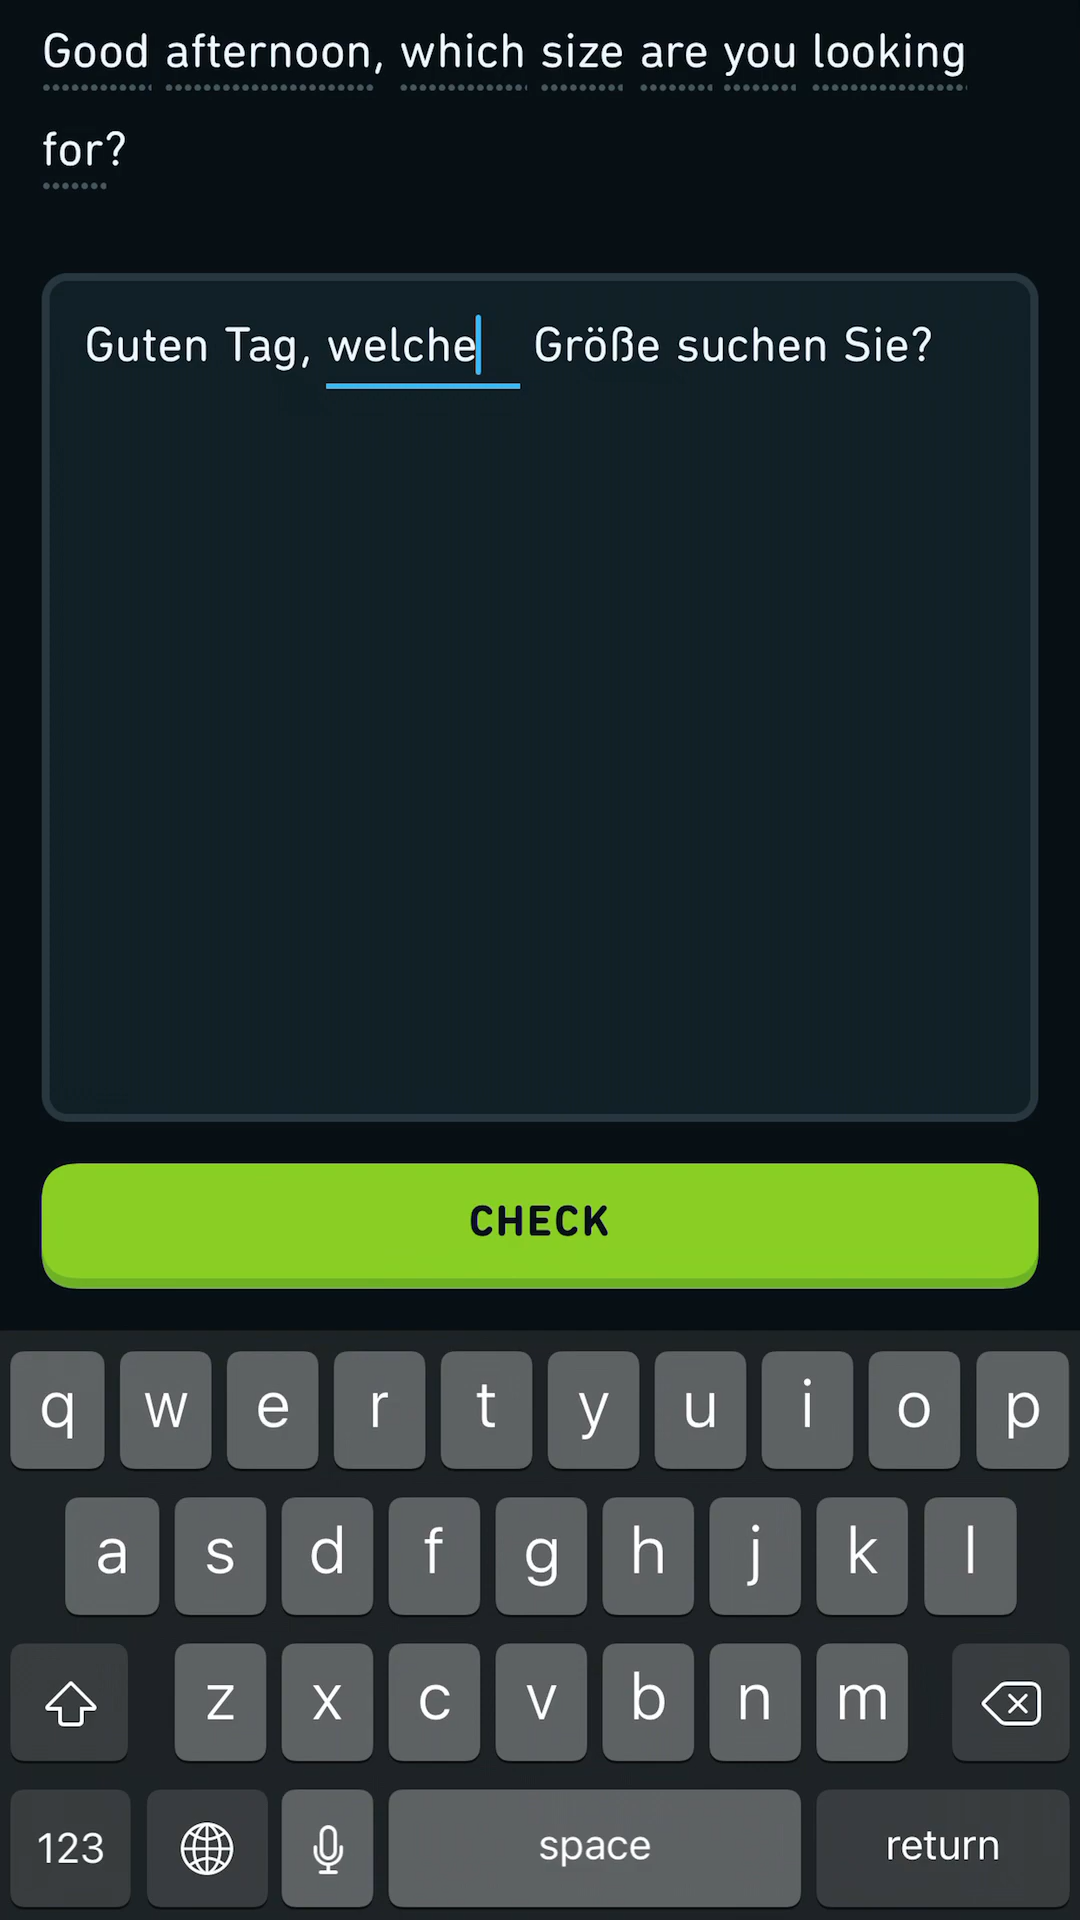 Good afternoon, which size are you looking
for?
Guten Tag, welche Größe suchen Sie?
CHECK
q w e r t y u i o p
a s d f g h j k l
z x c v b n m
123 space return